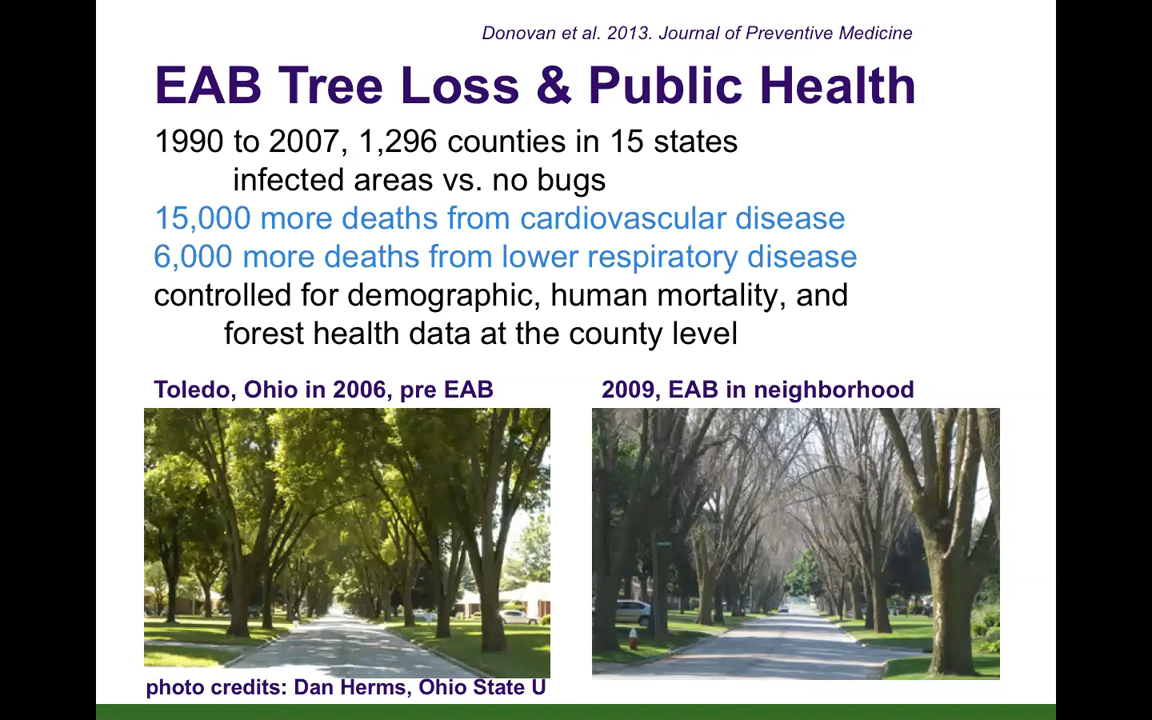 Donovan et al. 2013. Journal of Preventive Medicine
EAB Tree Loss & Public Health
1990 to 2007, 1,296 counties in 15 states
infected areas vs. no bugs
15,000 more deaths from cardiovascular disease
6,000 more deaths from lower respiratory disease
controlled for demographic, human mortality, and
forest health data at the county level
Toledo, Ohio in 2006, pre EAB
2009, EAB in neighborhood
photo credits: Dan Herms, Ohio State U